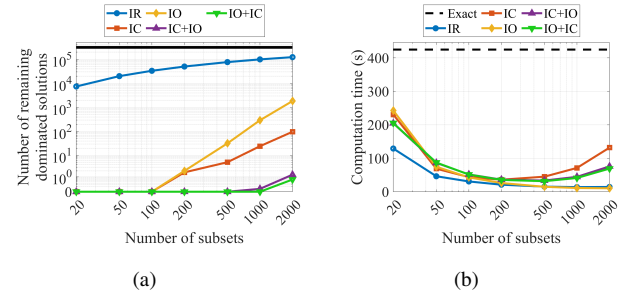 IR IO IO+IC
IC IC+IO
Number of remaining
dominated solutions
10^5
10^4
10^3
10^2
10^1
10^0
0
20 50 100 200 500 1000 2000
Number of subsets
(a)
Exact IC IC+IO
IR IO IO+IC
Computation time (s)
400
300
200
100
0
20 50 100 200 500 1000 2000
Number of subsets
(b)